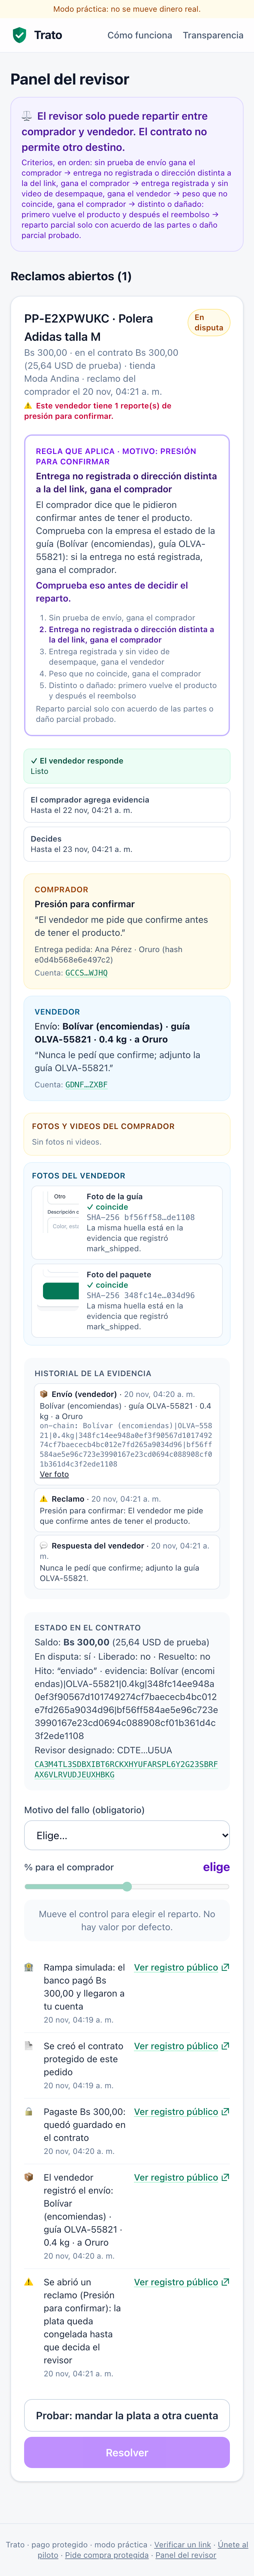 Modo práctica: no se mueve dinero real.
Trato
Cómo funciona
Transparencia
Panel del revisor
⚖️ El revisor solo puede repartir entre
comprador y vendedor. El contrato no
permite otro destino.
Criterios, en orden: sin prueba de envío gana el
comprador → entrega no registrada o dirección distinta a
la del link, gana el comprador → entrega registrada y sin
video de desempaque, gana el vendedor → peso que no
coincide, gana el comprador → distinto o dañado:
primero vuelve el producto y después el reembolso →
reparto parcial solo con acuerdo de las partes o daño
parcial probado.
Reclamos abiertos (1)
PP-E2XPWUKC · Polera
Adidas talla M
En
disputa
Bs 300,00 · en el contrato Bs 300,00
(25,64 USD de prueba) · tienda
Moda Andina · reclamo del
comprador el 20 nov, 04:21 a. m.
⚠️ Este vendedor tiene 1 reporte(s) de
presión para confirmar.
REGLA QUE APLICA · MOTIVO: PRESIÓN
PARA CONFIRMAR
Entrega no registrada o dirección distinta
a la del link, gana el comprador
El comprador dice que le pidieron
confirmar antes de tener el producto.
Comprueba con la empresa el estado de la
guía (Bolívar (encomiendas), guía OLVA-
55821): si la entrega no está registrada,
gana el comprador.
Comprueba eso antes de decidir el
reparto.
1. Sin prueba de envío, gana el comprador
2. Entrega no registrada o dirección distinta a
la del link, gana el comprador
3. Entrega registrada y sin video de
desempaque, gana el vendedor
4. Peso que no coincide, gana el comprador
5. Distinto o dañado: primero vuelve el producto
y después el reembolso
Reparto parcial solo con acuerdo de las partes o
daño parcial probado.
✓ El vendedor responde
Listo
El comprador agrega evidencia
Hasta el 22 nov, 04:21 a. m.
Decides
Hasta el 23 nov, 04:21 a. m.
COMPRADOR
Presión para confirmar
“El vendedor me pide que confirme antes
de tener el producto.”
Entrega pedida: Ana Pérez · Oruro (hash
e0d4b568e6e497c2)
Cuenta: GCCS…WJHQ
VENDEDOR
Envío: Bolívar (encomiendas) · guía
OLVA-55821 · 0.4 kg · a Oruro
“Nunca le pedí que confirme; adjunto la
guía OLVA-55821.”
Cuenta: GDNF…ZXBF
FOTOS Y VIDEOS DEL COMPRADOR
Sin fotos ni videos.
FOTOS DEL VENDEDOR
Otro
Descripción c
Color, esta
Foto de la guía
✓ coincide
SHA-256 bf56ff58…de1108
La misma huella está en la
evidencia que registró
mark_shipped.
Foto del paquete
✓ coincide
SHA-256 348fc14e…034d96
La misma huella está en la
evidencia que registró
mark_shipped.
HISTORIAL DE LA EVIDENCIA
📦 Envío (vendedor) · 20 nov, 04:20 a. m.
Bolívar (encomiendas) · guía OLVA-55821 · 0.4
kg · a Oruro
on-chain: Bolívar (encomiendas)|OLVA-558
21|0.4kg|348fc14ee948a0ef3f90567d1017492
74cf7baececb4bc012e7fd265a9034d96|bf56ff
584ae5e96c723e3990167e23cd0694c088908cf0
1b361d4c3f2ede1108
Ver foto
⚠️ Reclamo · 20 nov, 04:21 a. m.
Presión para confirmar: El vendedor me pide
que confirme antes de tener el producto.
💬 Respuesta del vendedor · 20 nov, 04:21 a.
m.
Nunca le pedí que confirme; adjunto la guía
OLVA-55821.
ESTADO EN EL CONTRATO
Saldo: Bs 300,00 (25,64 USD de prueba)
En disputa: sí · Liberado: no · Resuelto: no
Hito: “enviado” · evidencia: Bolívar (encomi
endas)|OLVA-55821|0.4kg|348fc14ee948a
0ef3f90567d101749274cf7baececb4bc012
e7fd265a9034d96|bf56ff584ae5e96c723e
3990167e23cd0694c088908cf01b361d4c
3f2ede1108
Revisor designado: CDTE…U5UA
CA3M4TL3SDBXIBT6RCKXHYUFARSPL6Y2G23SBRF
AX6VLRVUDJEUXHBKG
Motivo del fallo (obligatorio)
Elige...
% para el comprador
elige
Mueve el control para elegir el reparto. No
hay valor por defecto.
Rampa simulada: el
banco pagó Bs
300,00 y llegaron a
tu cuenta
20 nov, 04:19 a. m.
Ver registro público
Se creó el contrato
protegido de este
pedido
20 nov, 04:19 a. m.
Ver registro público
Pagaste Bs 300,00:
quedó guardado en
el contrato
20 nov, 04:20 a. m.
Ver registro público
El vendedor
registró el envío:
Bolívar
(encomiendas) ·
guía OLVA-55821 ·
0.4 kg · a Oruro
20 nov, 04:20 a. m.
Ver registro público
Se abrió un
reclamo (Presión
para confirmar): la
plata queda
congelada hasta
que decida el
revisor
20 nov, 04:21 a. m.
Ver registro público
Probar: mandar la plata a otra cuenta
Resolver
Trato · pago protegido · modo práctica · Verificar un link · Únete al
piloto · Pide compra protegida · Panel del revisor